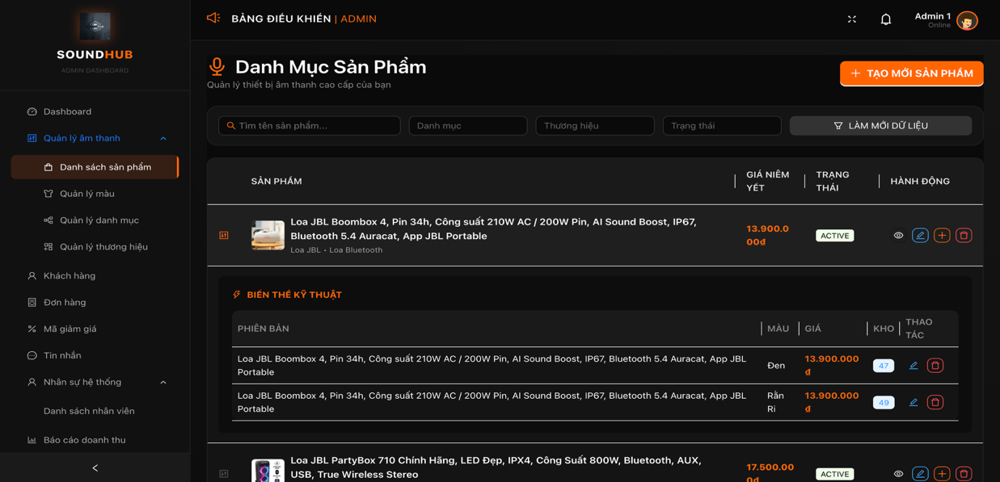 SOUNDHUB
ADMIN DASHBOARD
Dashboard
Quản lý âm thanh
Danh sách sản phẩm
Quản lý màu
Quản lý danh mục
Quản lý thương hiệu
Khách hàng
Đơn hàng
Mã giảm giá
Tin nhắn
Nhân sự hệ thống
Danh sách nhân viên
Báo cáo doanh thu
BẢNG ĐIỀU KHIỂN | ADMIN
Admin 1
Online
Danh Mục Sản Phẩm
Quản lý thiết bị âm thanh cao cấp của bạn
TẠO MỚI SẢN PHẨM
Tìm tên sản phẩm...
Danh mục
Thương hiệu
Trạng thái
LÀM MỚI DỮ LIỆU
SẢN PHẨM
GIÁ NIÊM
YẾT
TRẠNG
THÁI
HÀNH ĐỘNG
Loa JBL Boombox 4, Pin 34h, Công suất 210W AC / 200W Pin, AI Sound Boost, IP67,
Bluetooth 5.4 Auracat, App JBL Portable
Loa JBL • Loa Bluetooth
13.900.0
00₫
ACTIVE
BIẾN THỂ KỸ THUẬT
PHIÊN BẢN
MÀU
GIÁ
KHO
THAO
TÁC
Loa JBL Boombox 4, Pin 34h, Công suất 210W AC / 200W Pin, AI Sound Boost, IP67, Bluetooth 5.4 Auracat, App JBL
Portable
Đen
13.900.000
₫
47
Loa JBL Boombox 4, Pin 34h, Công suất 210W AC / 200W Pin, AI Sound Boost, IP67, Bluetooth 5.4 Auracat, App JBL
Portable
Rằn
Ri
13.900.000
₫
49
Loa JBL PartyBox 710 Chính Hãng, LED Đẹp, IPX4, Công Suất 800W, Bluetooth, AUX,
USB, True Wireless Stereo
17.500.00
0₫
ACTIVE